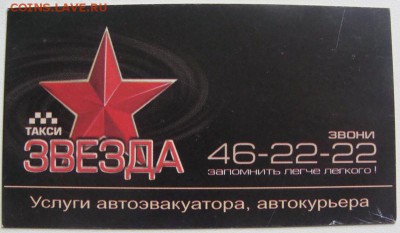 COINS.LAVE.RU
ТАКСИ
ЗВЕЗДА
ЗВОНИ
46-22-22
запомнить легче легкого!
Услуги автоэвакуатора, автокурьера